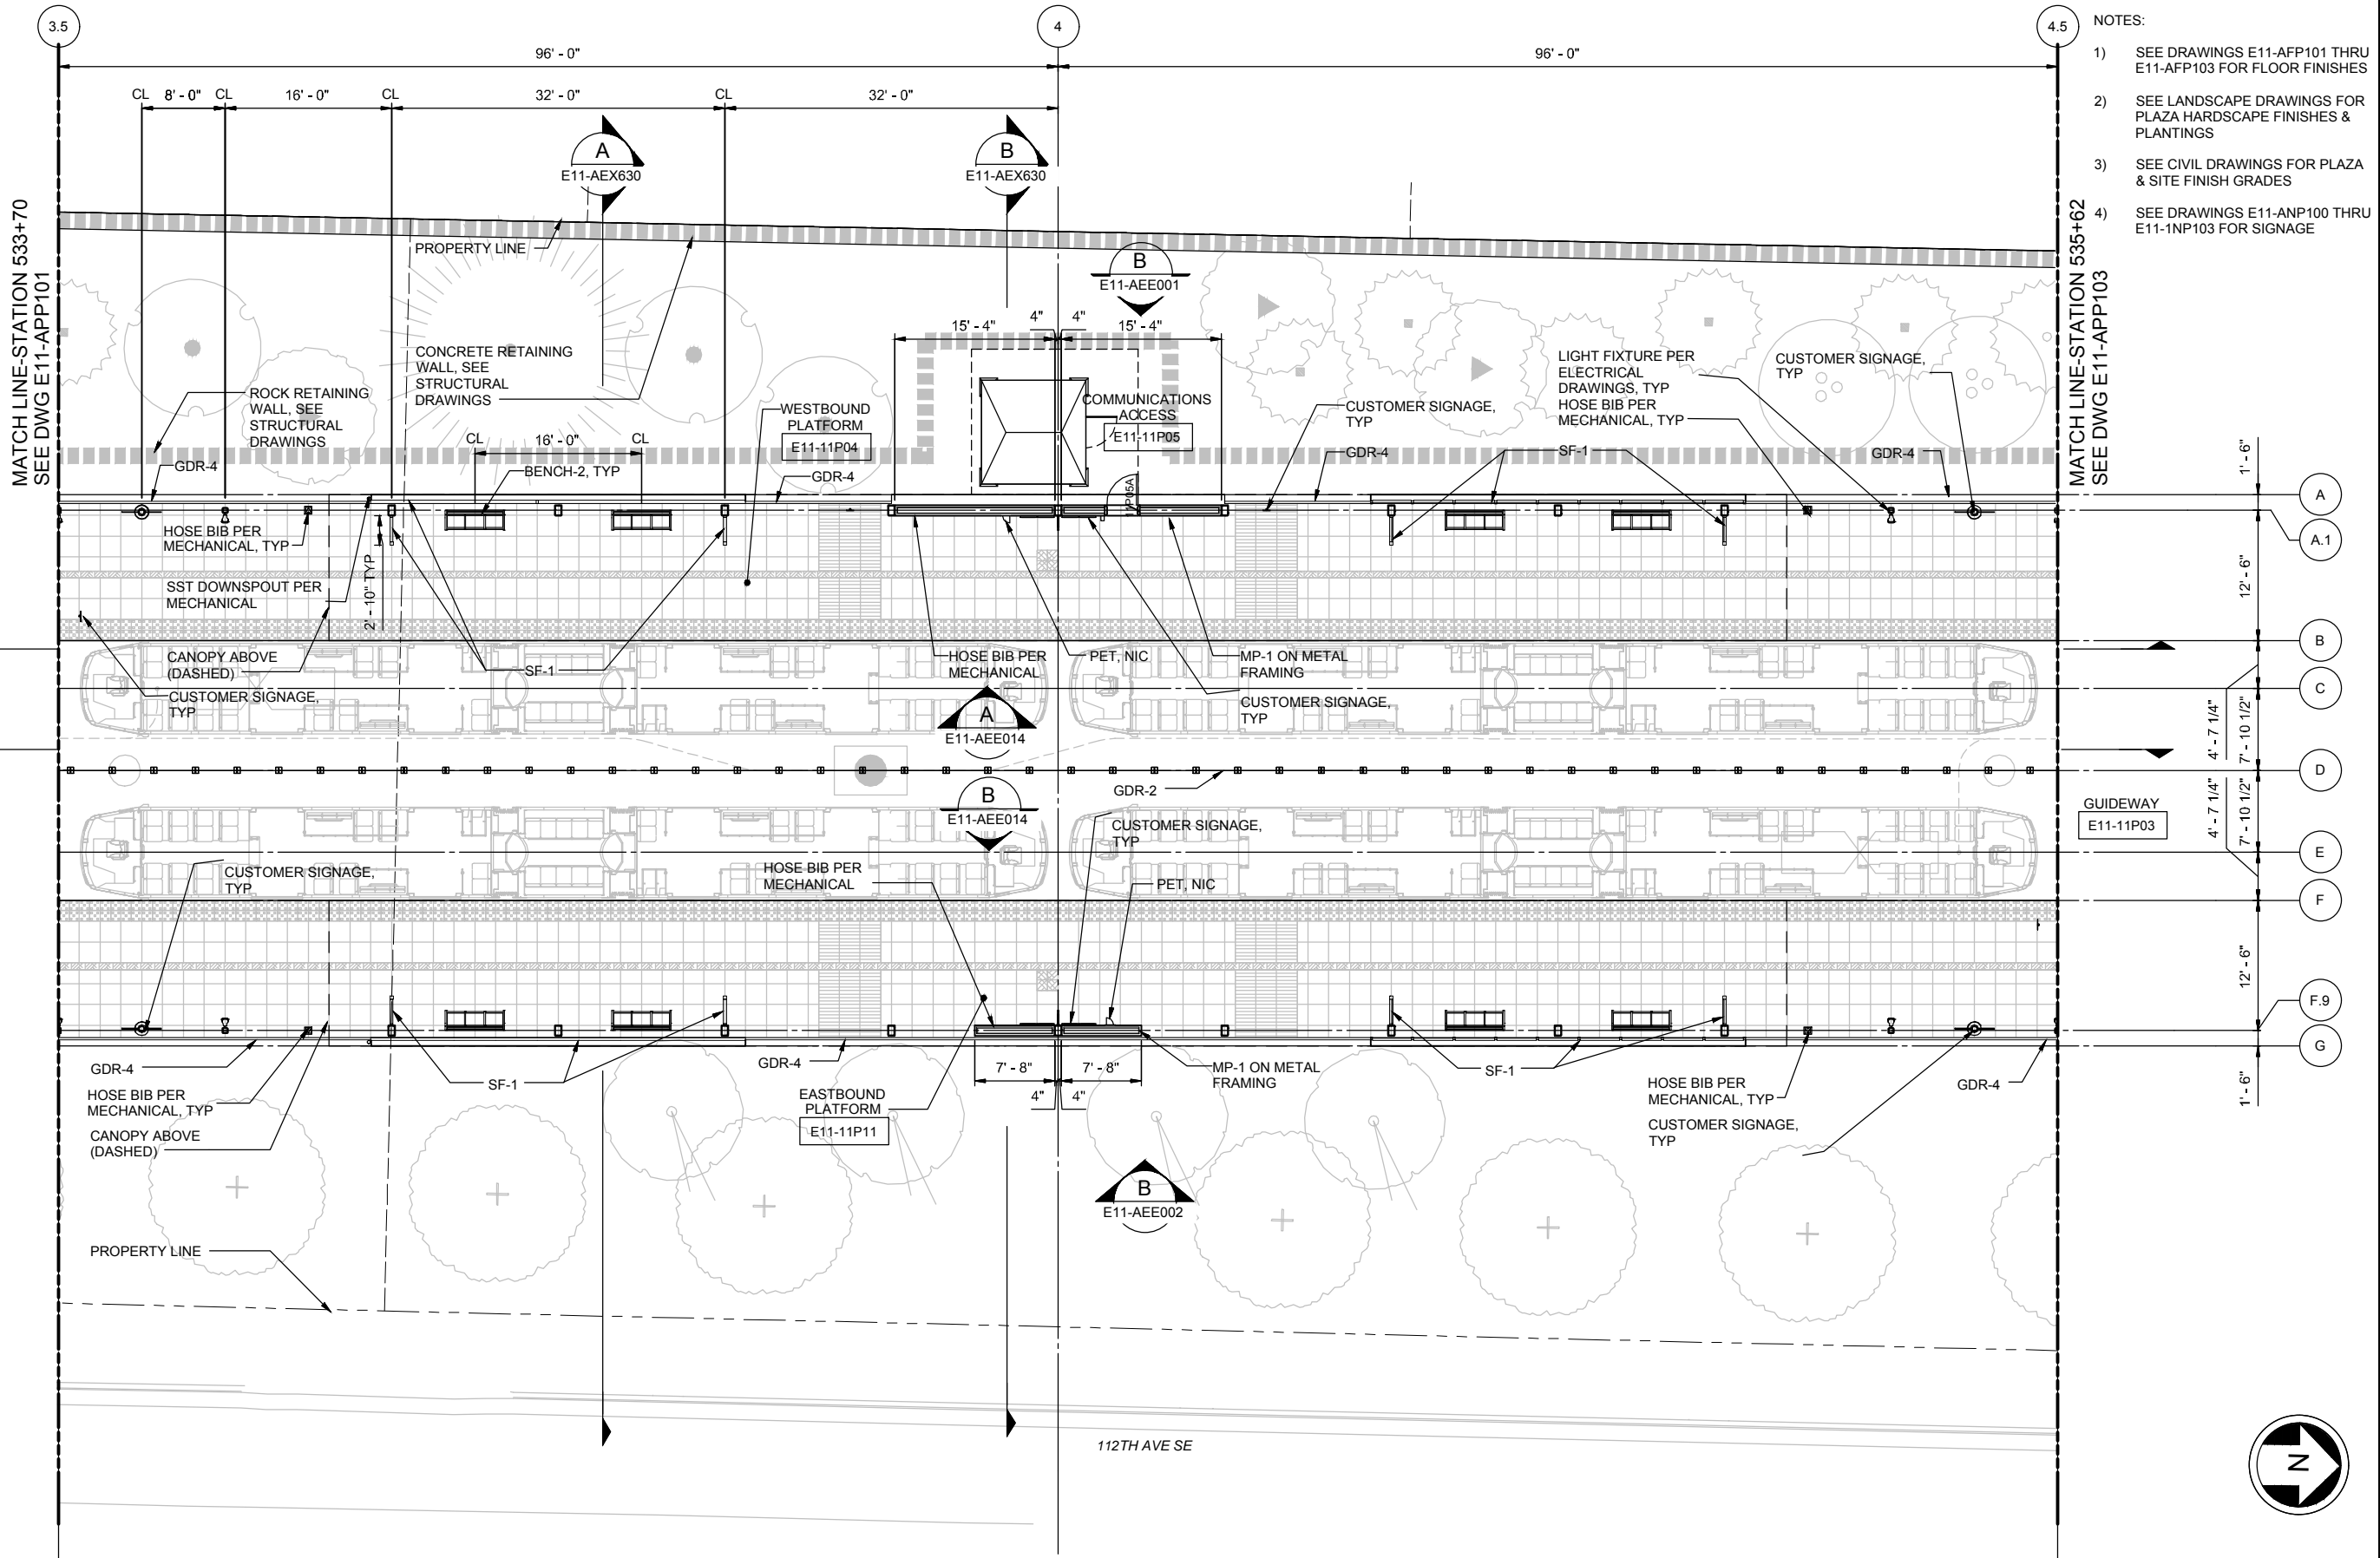 3.5
4
4.5
96' - 0"
96' - 0"
CL
8' - 0"
CL
16' - 0"
CL
32' - 0"
CL
32' - 0"
NOTES:
1) SEE DRAWINGS E11-AFP101 THRU
E11-AFP103 FOR FLOOR FINISHES
2) SEE LANDSCAPE DRAWINGS FOR
PLAZA HARDSCAPE FINISHES &
PLANTINGS
3) SEE CIVIL DRAWINGS FOR PLAZA
& SITE FINISH GRADES
4) SEE DRAWINGS E11-ANP100 THRU
E11-1NP103 FOR SIGNAGE
MATCH LINE-STATION 533+70
SEE DWG E11-APP101
MATCH LINE-STATION 535+62
SEE DWG E11-APP103
A
E11-AEX630
B
E11-AEX630
PROPERTY LINE
B
E11-AEE001
15' - 4"
4"
4"
15' - 4"
CONCRETE RETAINING
WALL, SEE
STRUCTURAL
DRAWINGS
ROCK RETAINING
WALL, SEE
STRUCTURAL
DRAWINGS
WESTBOUND
PLATFORM
E11-11P04
COMMUNICATIONS
ACCESS
E11-11P05
CUSTOMER SIGNAGE,
TYP
LIGHT FIXTURE PER
ELECTRICAL
DRAWINGS, TYP
HOSE BIB PER
MECHANICAL, TYP
CUSTOMER SIGNAGE,
TYP
CL
16' - 0"
CL
GDR-4
BENCH-2, TYP
GDR-4
GDR-4
SF-1
GDR-4
11P05A
HOSE BIB PER
MECHANICAL, TYP
2' - 10" TYP
SST DOWNSPOUT PER
MECHANICAL
CANOPY ABOVE
(DASHED)
CUSTOMER SIGNAGE,
TYP
SF-1
HOSE BIB PER
MECHANICAL
PET, NIC
MP-1 ON METAL
FRAMING
CUSTOMER SIGNAGE,
TYP
A
E11-AEE014
B
E11-AEE014
GDR-2
CUSTOMER SIGNAGE,
TYP
HOSE BIB PER
MECHANICAL
PET, NIC
CUSTOMER SIGNAGE,
TYP
GUIDEWAY
E11-11P03
1' - 6"
12' - 6"
4' - 7 1/4"
7' - 10 1/2"
4' - 7 1/4"
7' - 10 1/2"
12' - 6"
1' - 6"
A
A.1
B
C
D
E
F
F.9
G
GDR-4
HOSE BIB PER
MECHANICAL, TYP
CANOPY ABOVE
(DASHED)
SF-1
GDR-4
7' - 8"
7' - 8"
4"
4"
MP-1 ON METAL
FRAMING
EASTBOUND
PLATFORM
E11-11P11
SF-1
HOSE BIB PER
MECHANICAL, TYP
CUSTOMER SIGNAGE,
TYP
GDR-4
B
E11-AEE002
PROPERTY LINE
112TH AVE SE
N